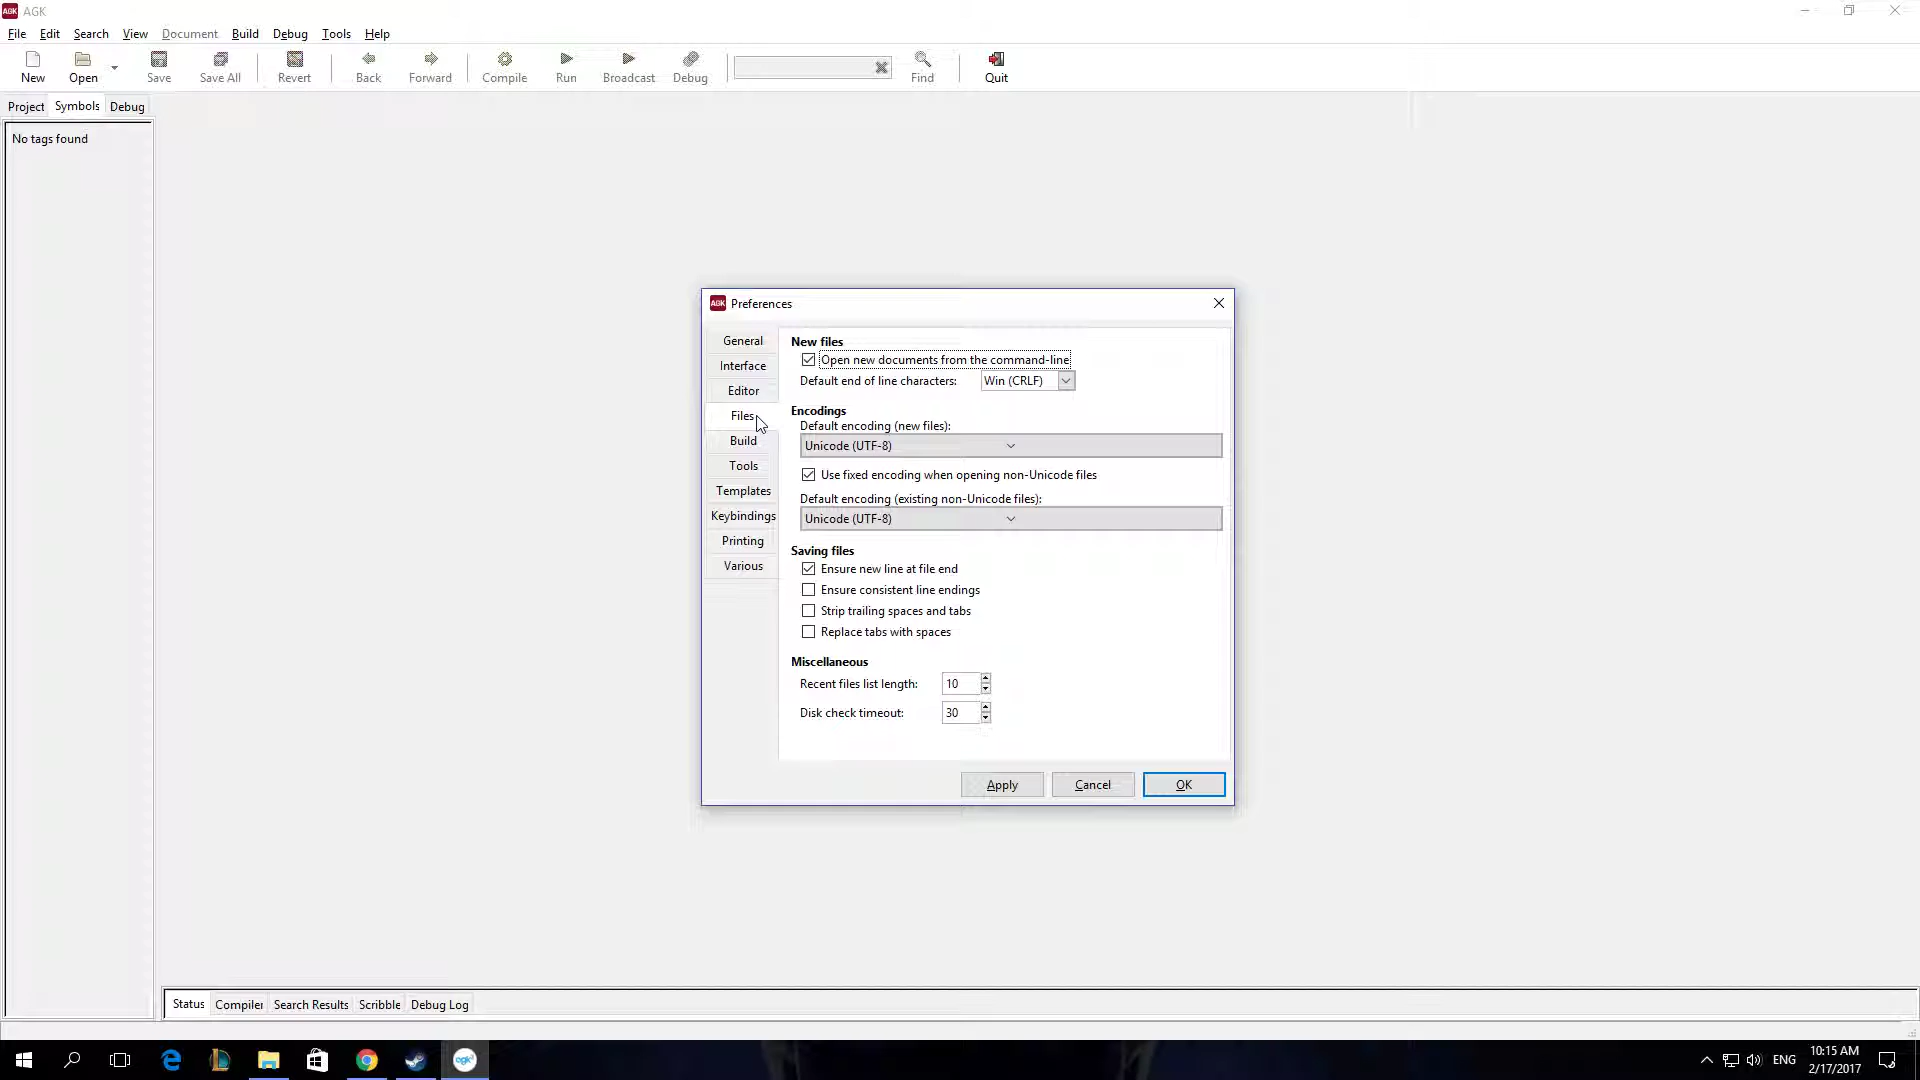 AGK AGK
File Edit Search View Document Build Debug Tools Help
New Open Save Save All Revert Back Forward Compile Run Broadcast Debug Find Quit
Project Symbols Debug
No tags found
AGK Preferences
General
Interface
Editor
Files
Build
Tools
Templates
Keybindings
Printing
Various
New files
Open new documents from the command-line
Default end of line characters: Win (CRLF)
Encodings
Default encoding (new files):
Unicode (UTF-8)
Use fixed encoding when opening non-Unicode files
Default encoding (existing non-Unicode files):
Unicode (UTF-8)
Saving files
Ensure new line at file end
Ensure consistent line endings
Strip trailing spaces and tabs
Replace tabs with spaces
Miscellaneous
Recent files list length: 10
Disk check timeout: 30
Apply Cancel OK
Status Compiler Search Results Scribble Debug Log
agk
ENG
10:15 AM
2/17/2017